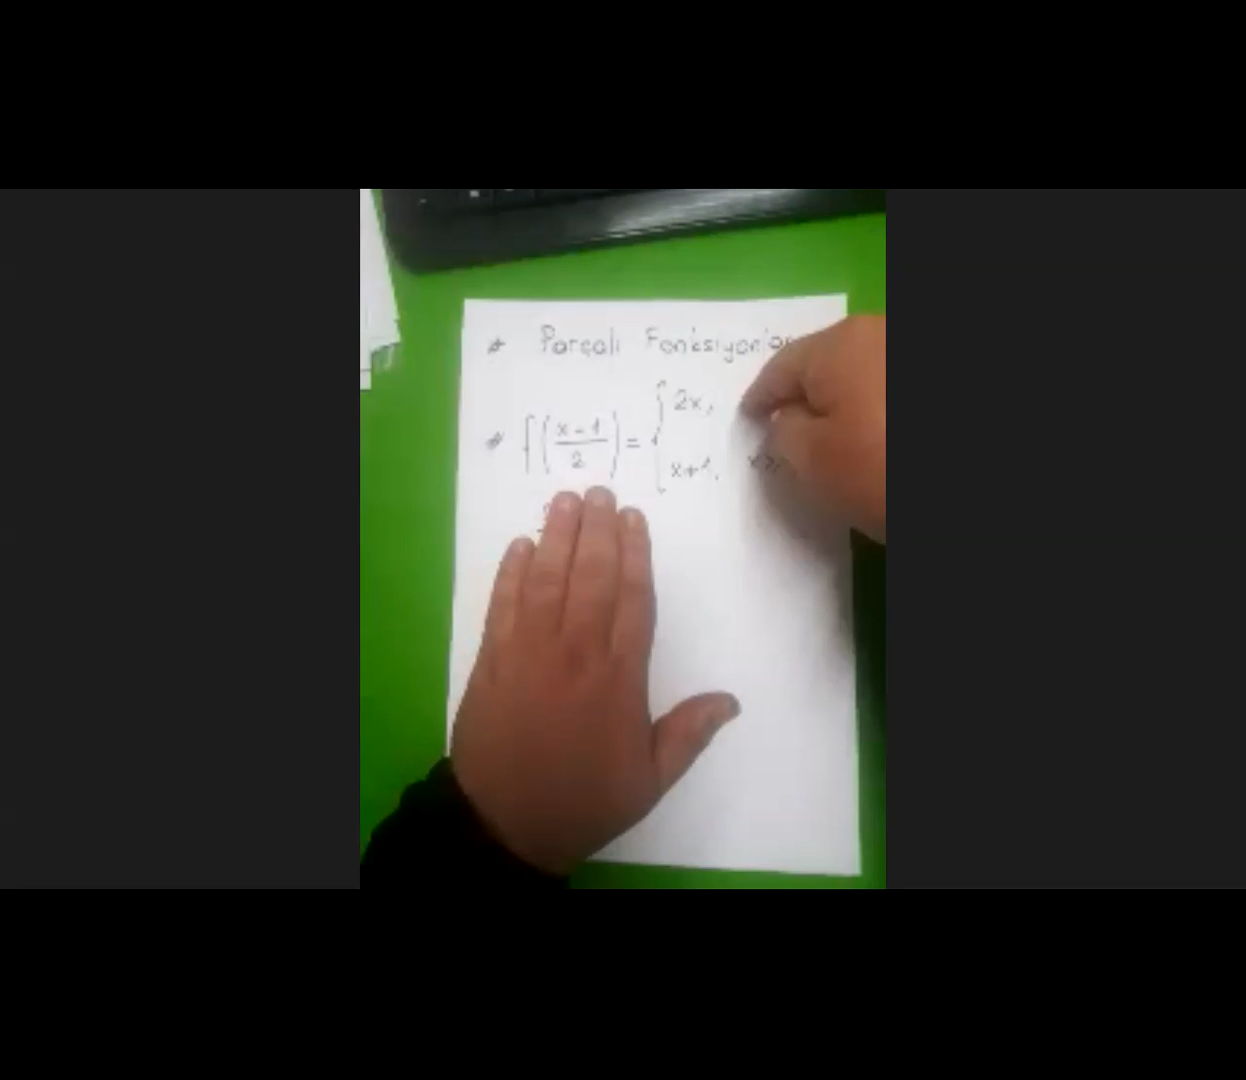 * Parçalı Fonksiyonlar
* f(x-1/2) = { 2x,
x+1,